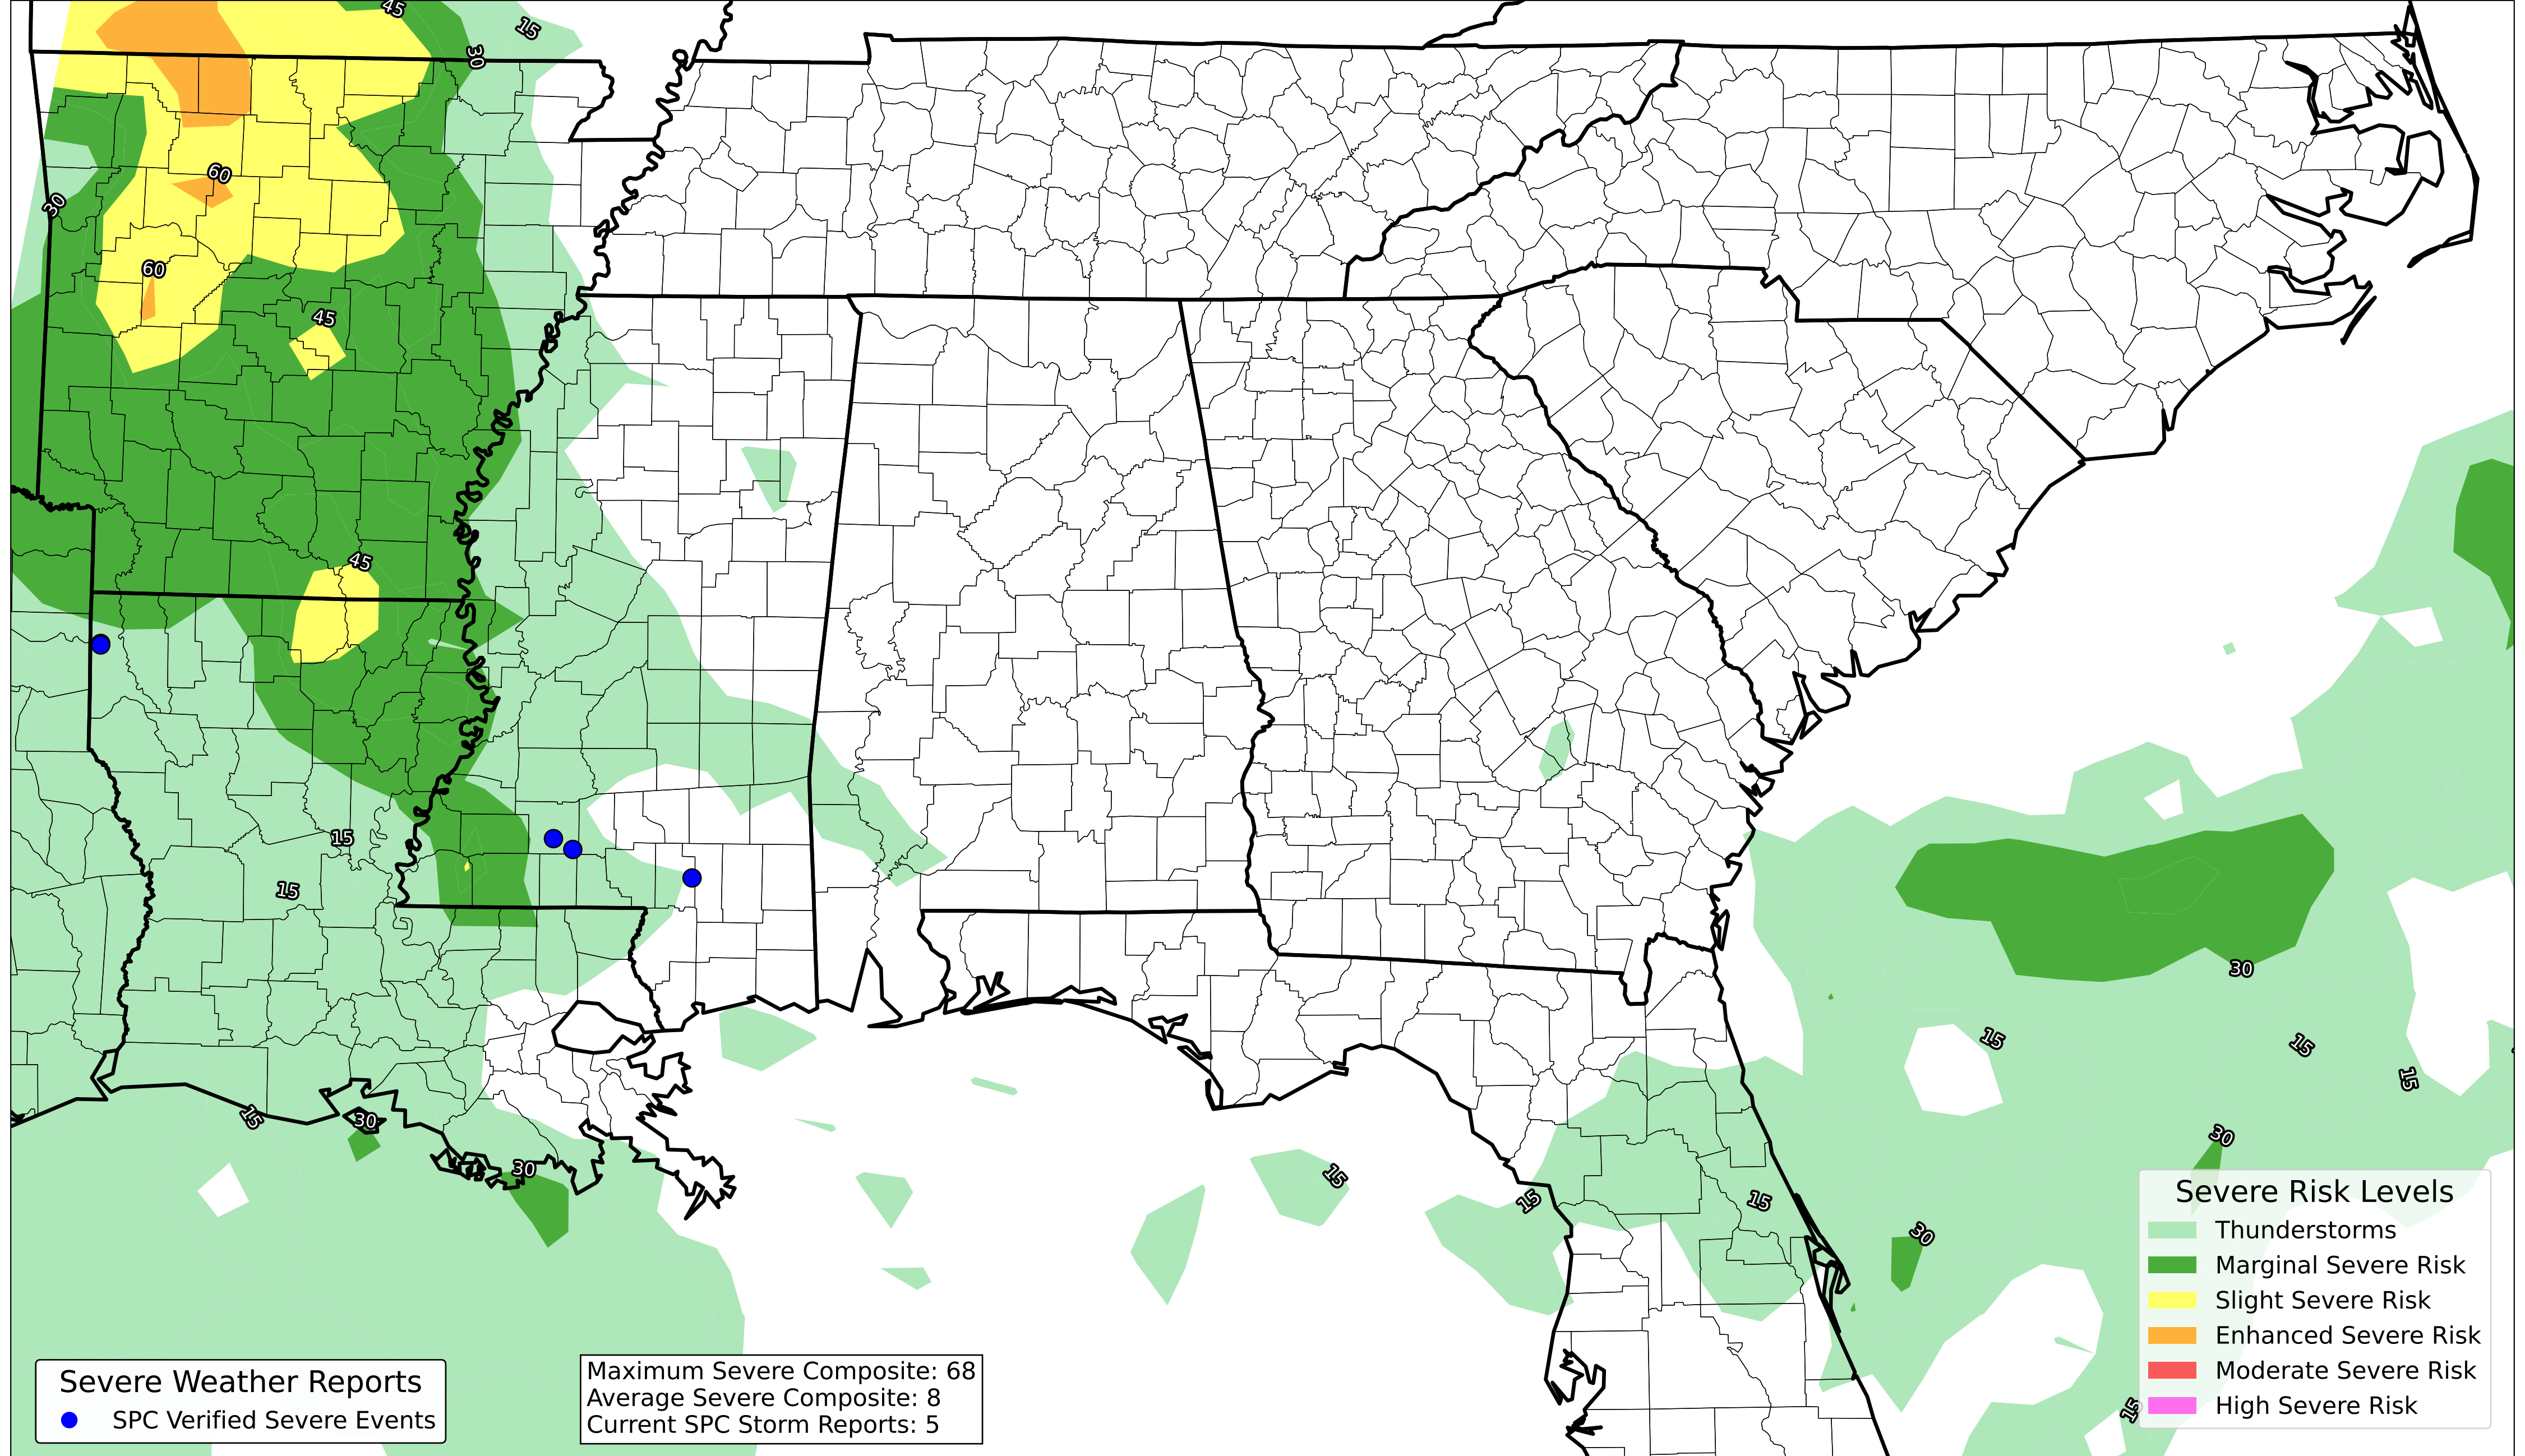 45
15
30
60
30
60
45
45
15
15
30
15
15
15
15
30
30
30
15
15
15
30
15
Severe Risk Levels
Thunderstorms
Marginal Severe Risk
Slight Severe Risk
Enhanced Severe Risk
Moderate Severe Risk
High Severe Risk
Severe Weather Reports
SPC Verified Severe Events
Maximum Severe Composite: 68
Average Severe Composite: 8
Current SPC Storm Reports: 5